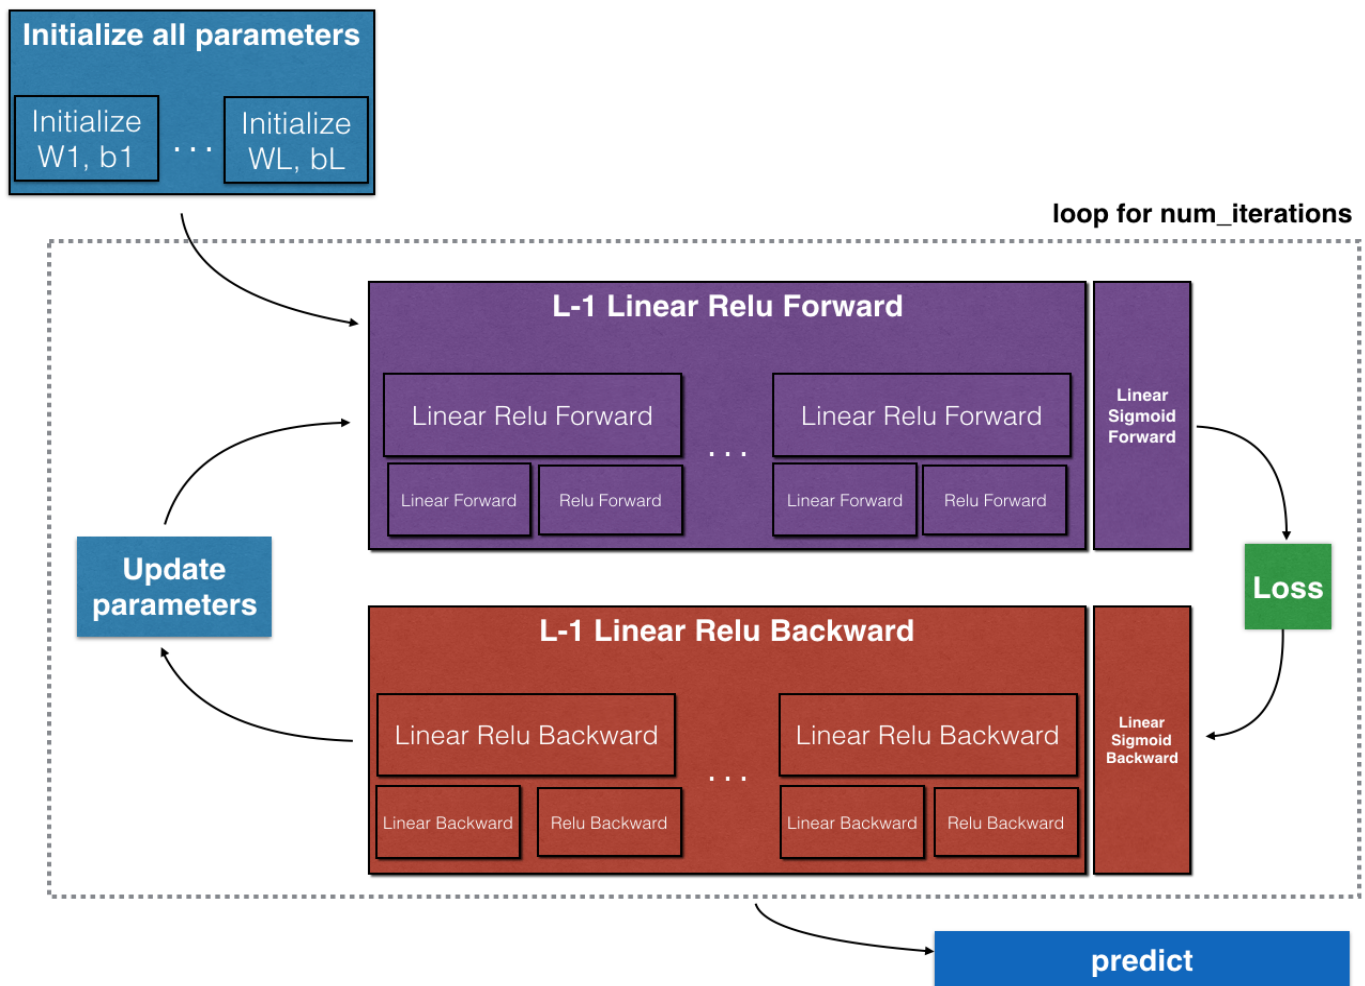 Initialize all parameters
Initialize
W1, b1
. . .
Initialize
WL, bL
loop for num_iterations
L-1 Linear Relu Forward
Linear Relu Forward
Linear Forward
Relu Forward
. . .
Linear Relu Forward
Linear Forward
Relu Forward
Linear
Sigmoid
Forward
Update
parameters
Loss
L-1 Linear Relu Backward
Linear Relu Backward
Linear Backward
Relu Backward
. . .
Linear Relu Backward
Linear Backward
Relu Backward
Linear
Sigmoid
Backward
predict